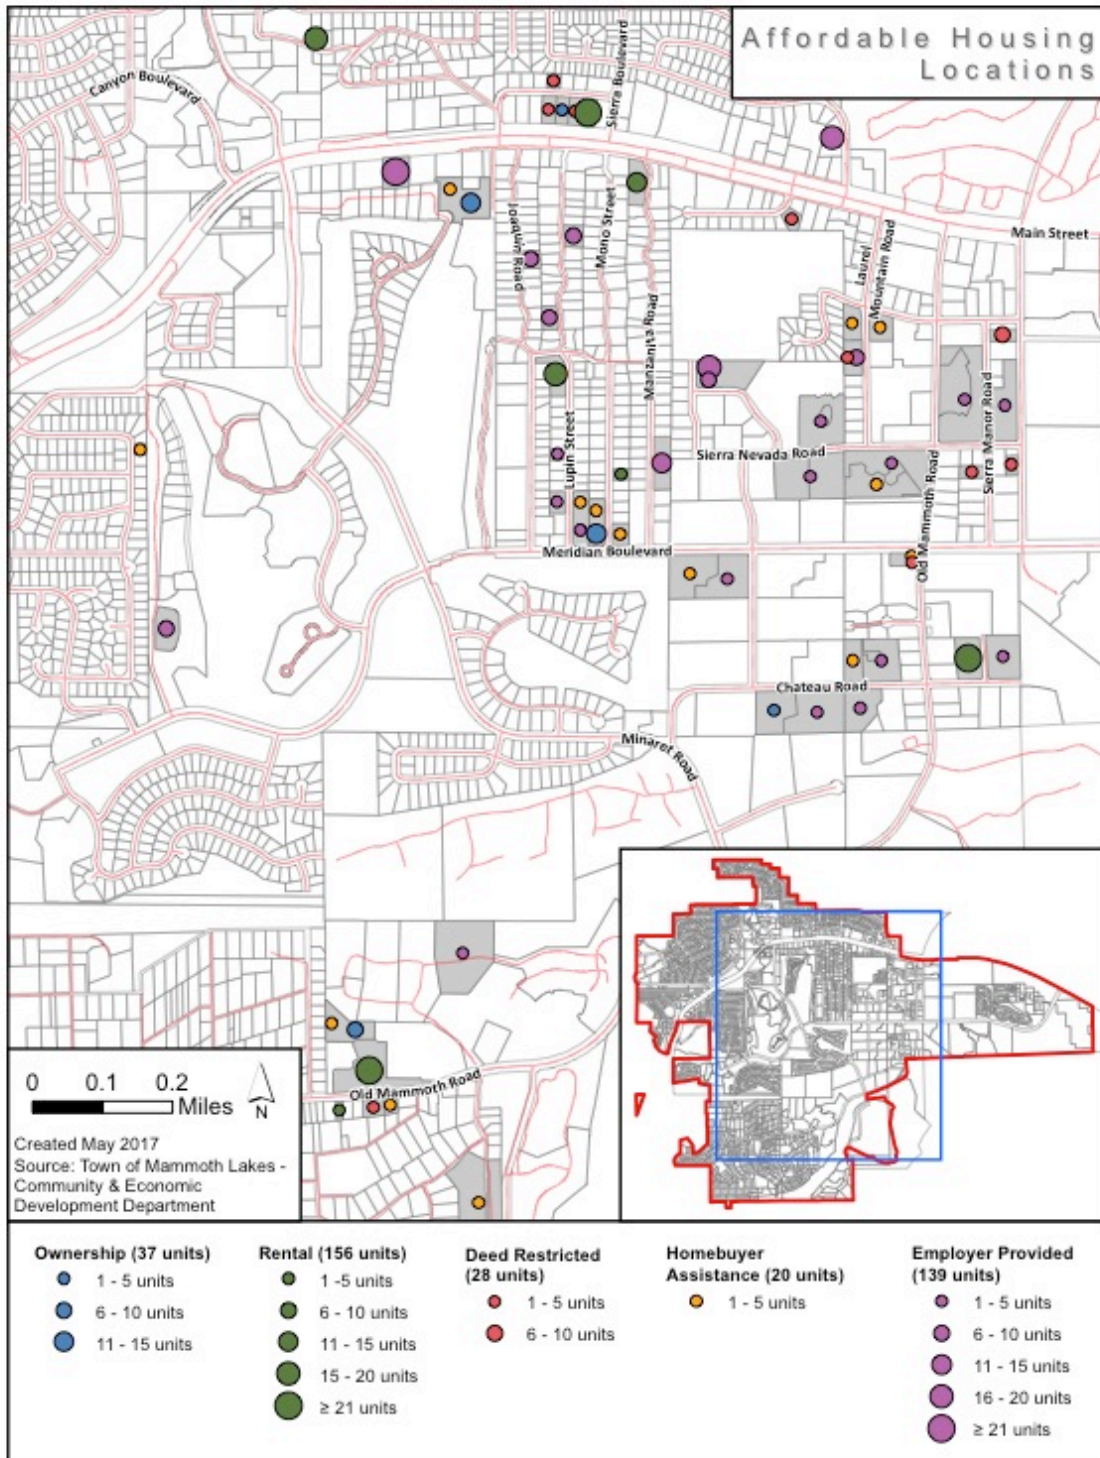 Affordable Housing
Locations
Canyon Boulevard
Sierra Boulevard
Main Street
Joaquin Road
Mono Street
Laurel
Mountain Road
Manzanita Road
Lupin Street
Sierra Manor Road
Sierra Nevada Road
Old Mammoth Road
Meridian Boulevard
Chateau Road
Minaret Road
Old Mammoth Road
0 0.1 0.2
Miles
N
Created May 2017
Source: Town of Mammoth Lakes -
Community & Economic
Development Department
Ownership (37 units)
1 - 5 units
6 - 10 units
11 - 15 units
Rental (156 units)
1 -5 units
6 - 10 units
11 - 15 units
15 - 20 units
≥ 21 units
Deed Restricted
(28 units)
1 - 5 units
6 - 10 units
Homebuyer
Assistance (20 units)
1 - 5 units
Employer Provided
(139 units)
1 - 5 units
6 - 10 units
11 - 15 units
16 - 20 units
≥ 21 units